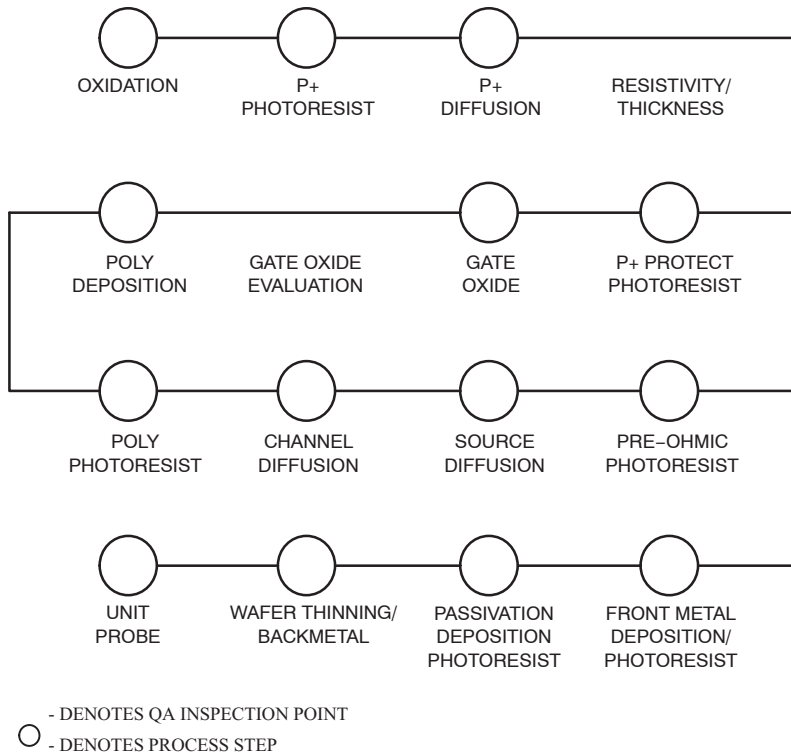 OXIDATION
P+
PHOTORESIST
P+
DIFFUSION
RESISTIVITY/
THICKNESS
POLY
DEPOSITION
GATE OXIDE
EVALUATION
GATE
OXIDE
P+ PROTECT
PHOTORESIST
POLY
PHOTORESIST
CHANNEL
DIFFUSION
SOURCE
DIFFUSION
PRE−OHMIC
PHOTORESIST
UNIT
PROBE
WAFER THINNING/
BACKMETAL
PASSIVATION
DEPOSITION
PHOTORESIST
FRONT METAL
DEPOSITION/
PHOTORESIST
- DENOTES QA INSPECTION POINT
- DENOTES PROCESS STEP